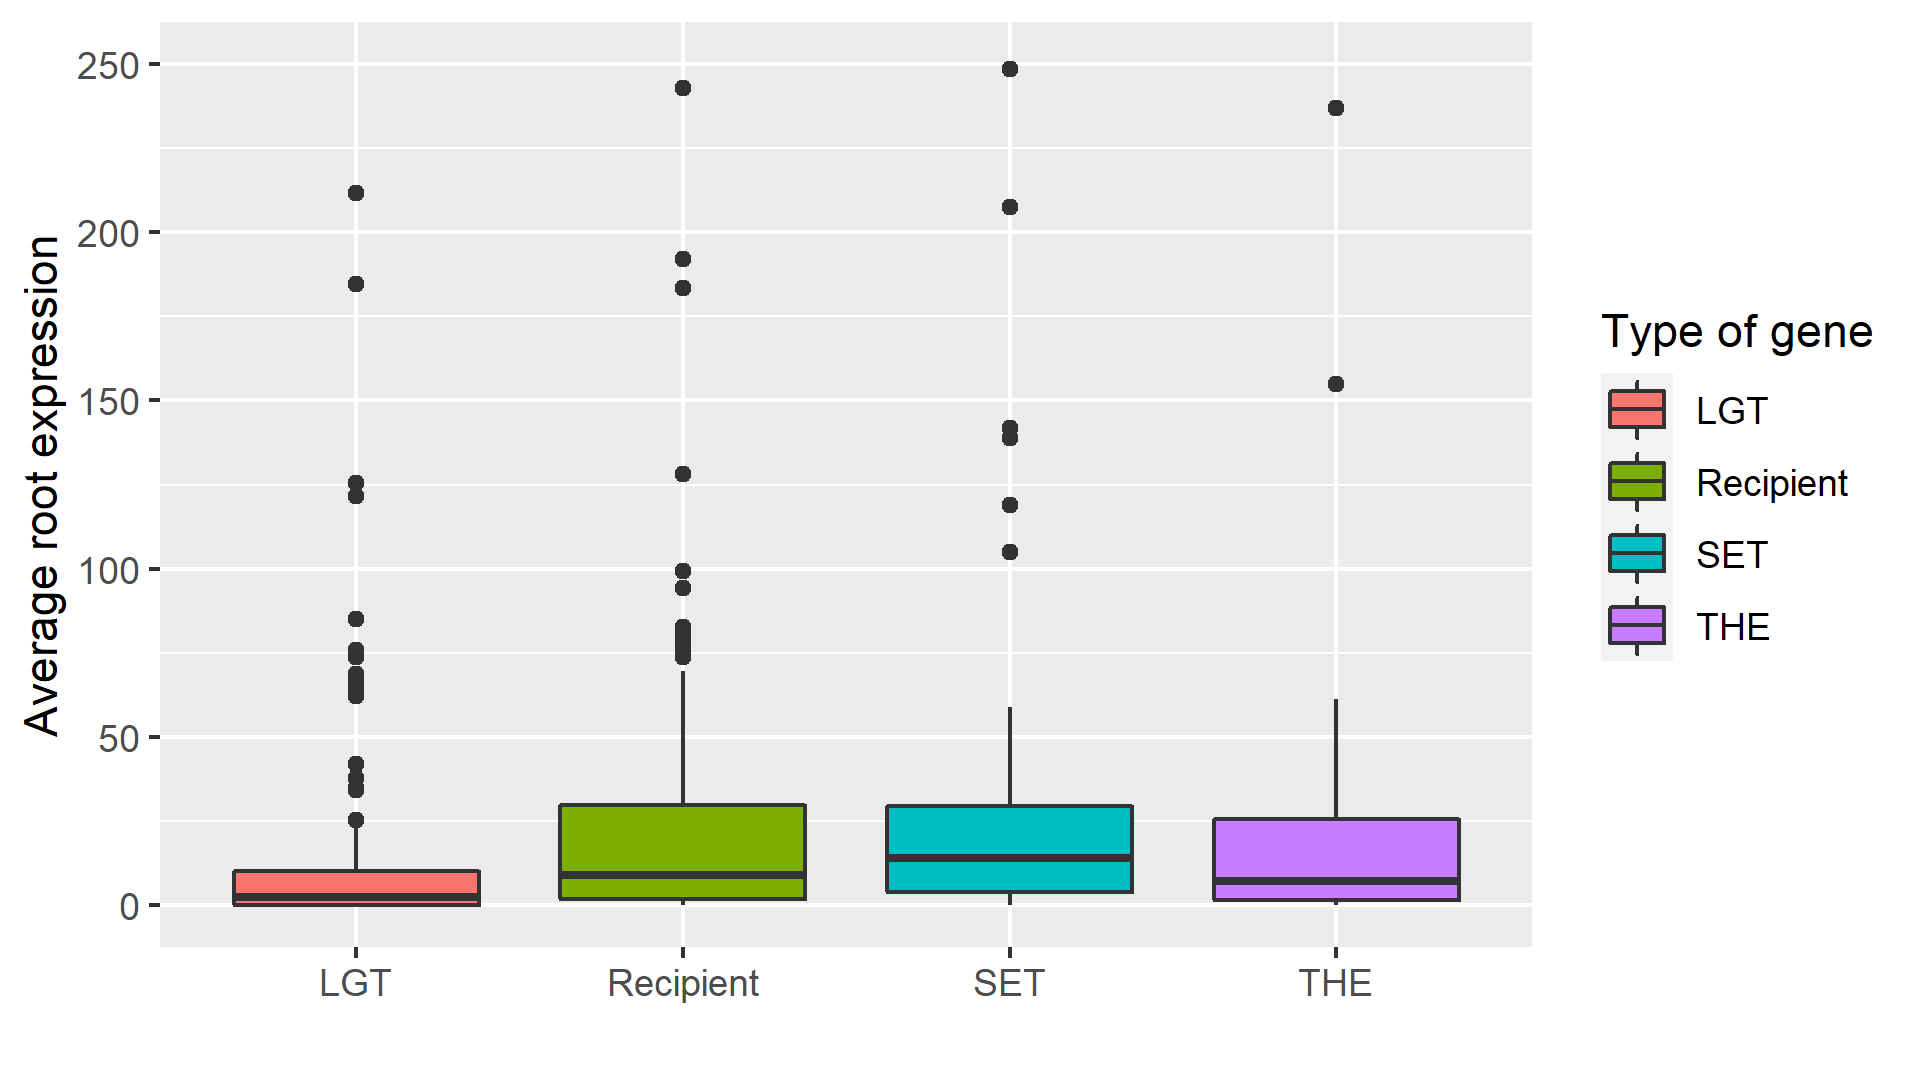 Average root expression
250
200
150
100
50
0
LGT
Recipient
SET
THE
Type of gene
LGT
Recipient
SET
THE